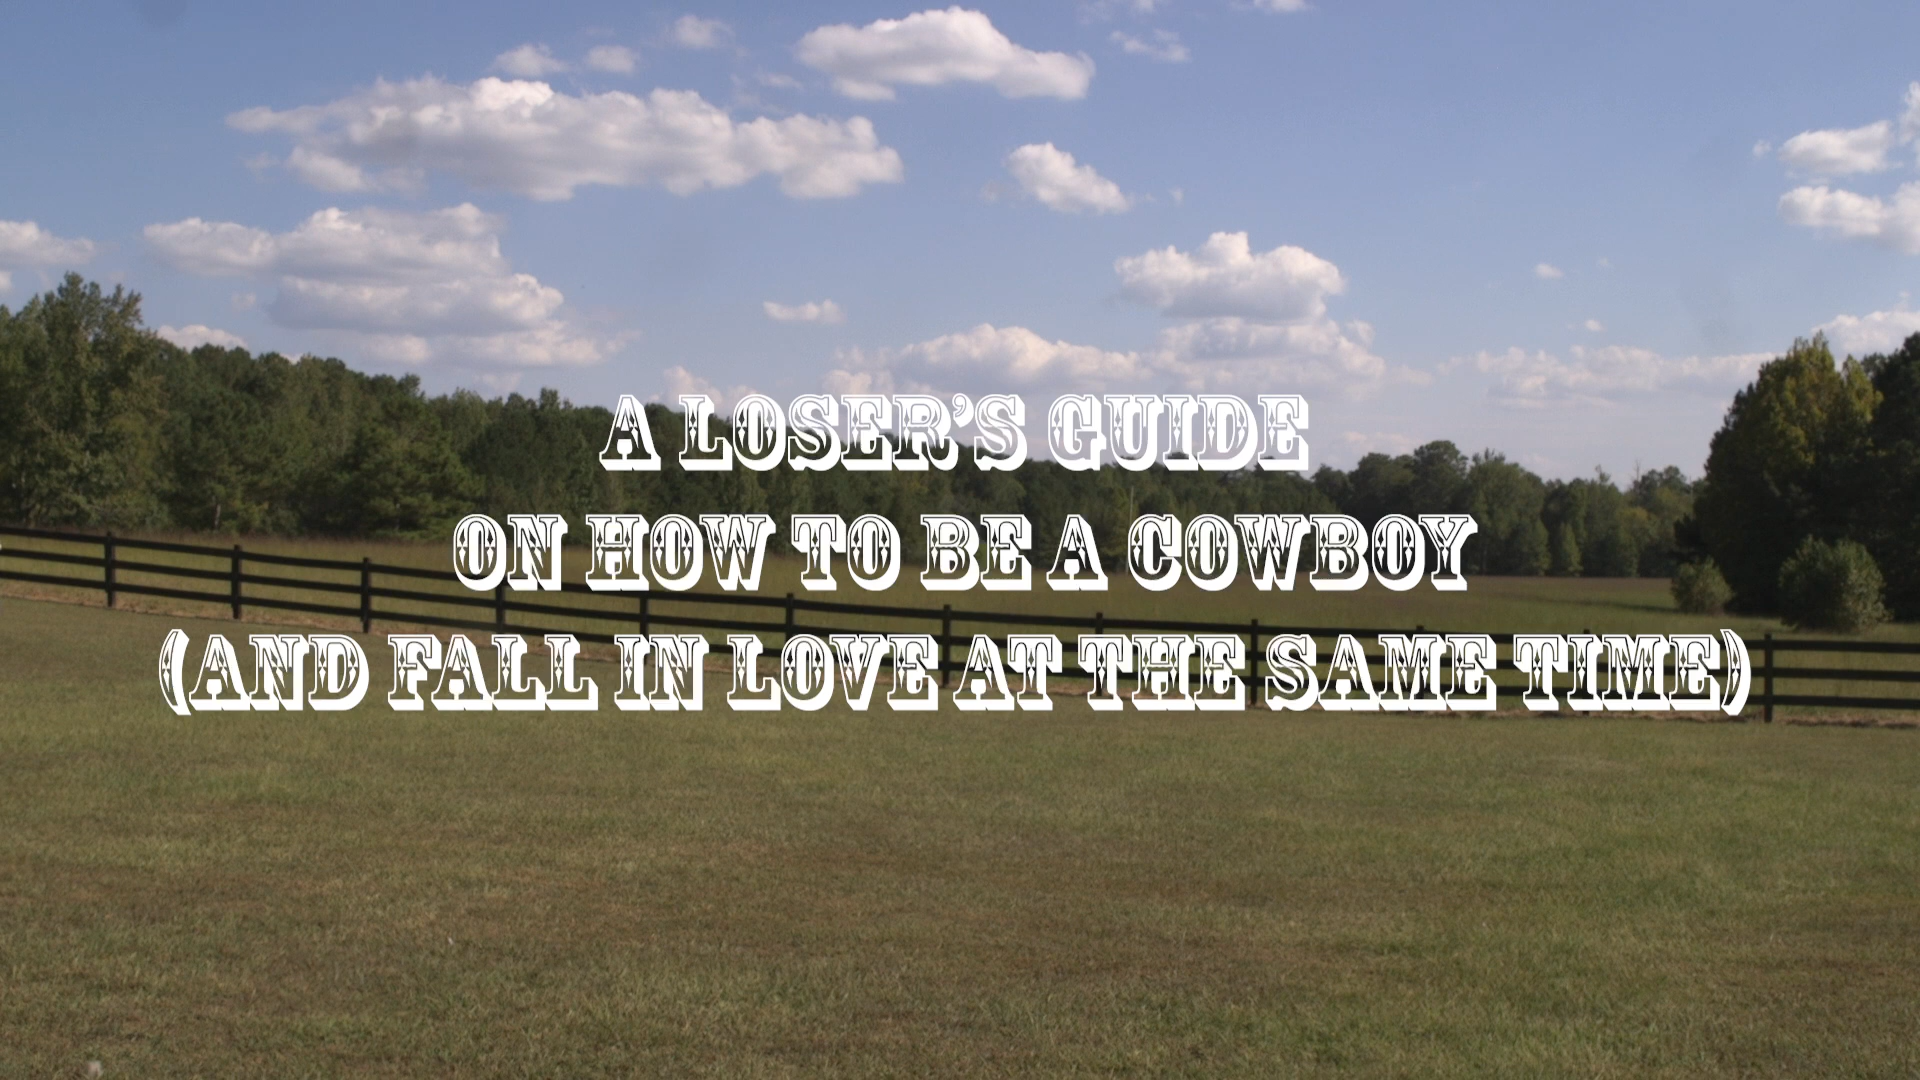 A LOSER’S GUIDE
ON HOW TO BE A COWBOY
(AND FALL IN LOVE AT THE SAME TIME)